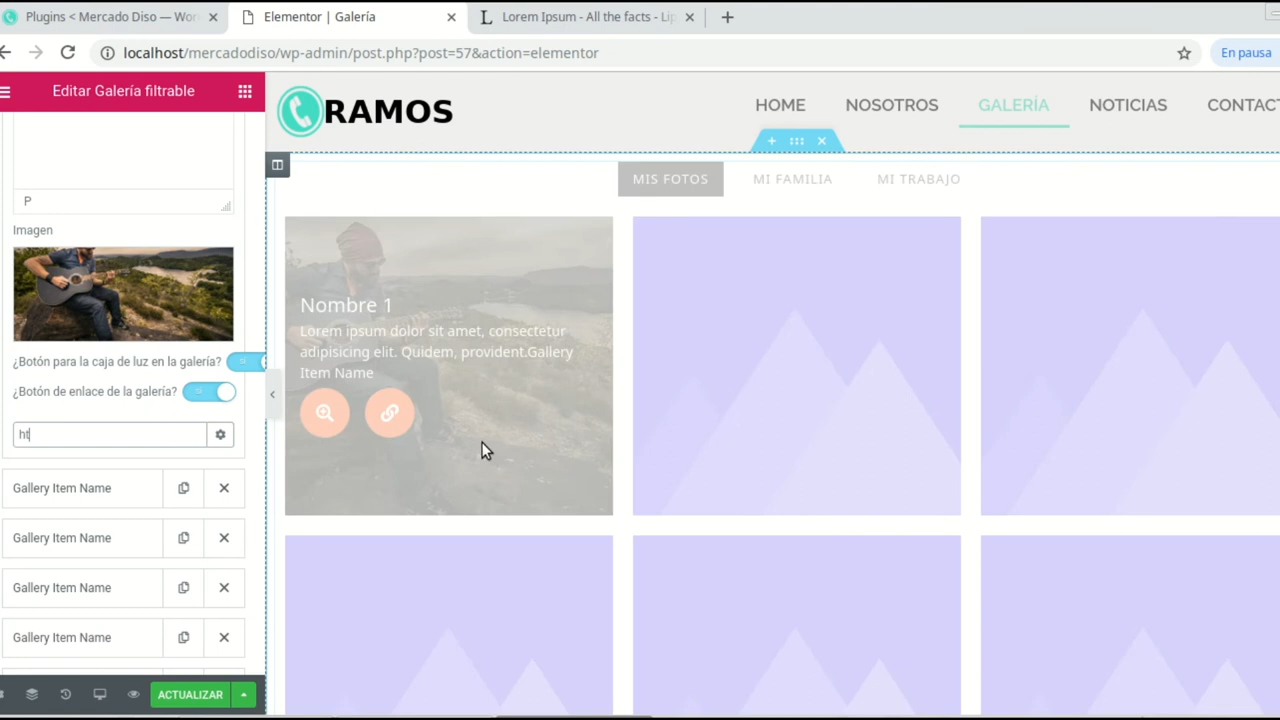 Plugins < Mercado Diso — Wor
Elementor | Galería
Lorem Ipsum - All the facts - Lip
localhost/mercadodiso/wp-admin/post.php?post=57&action=elementor
En pausa
Editar Galería filtrable
RAMOS
HOME
NOSOTROS
GALERÍA
NOTICIAS
CONTACT
MIS FOTOS
MI FAMILIA
MI TRABAJO
P
Imagen
¿Botón para la caja de luz en la galería?
¿Botón de enlace de la galería?
ht
Nombre 1
Lorem ipsum dolor sit amet, consectetur
adipisicing elit. Quidem, provident.Gallery
Item Name
Gallery Item Name
Gallery Item Name
Gallery Item Name
Gallery Item Name
ACTUALIZAR